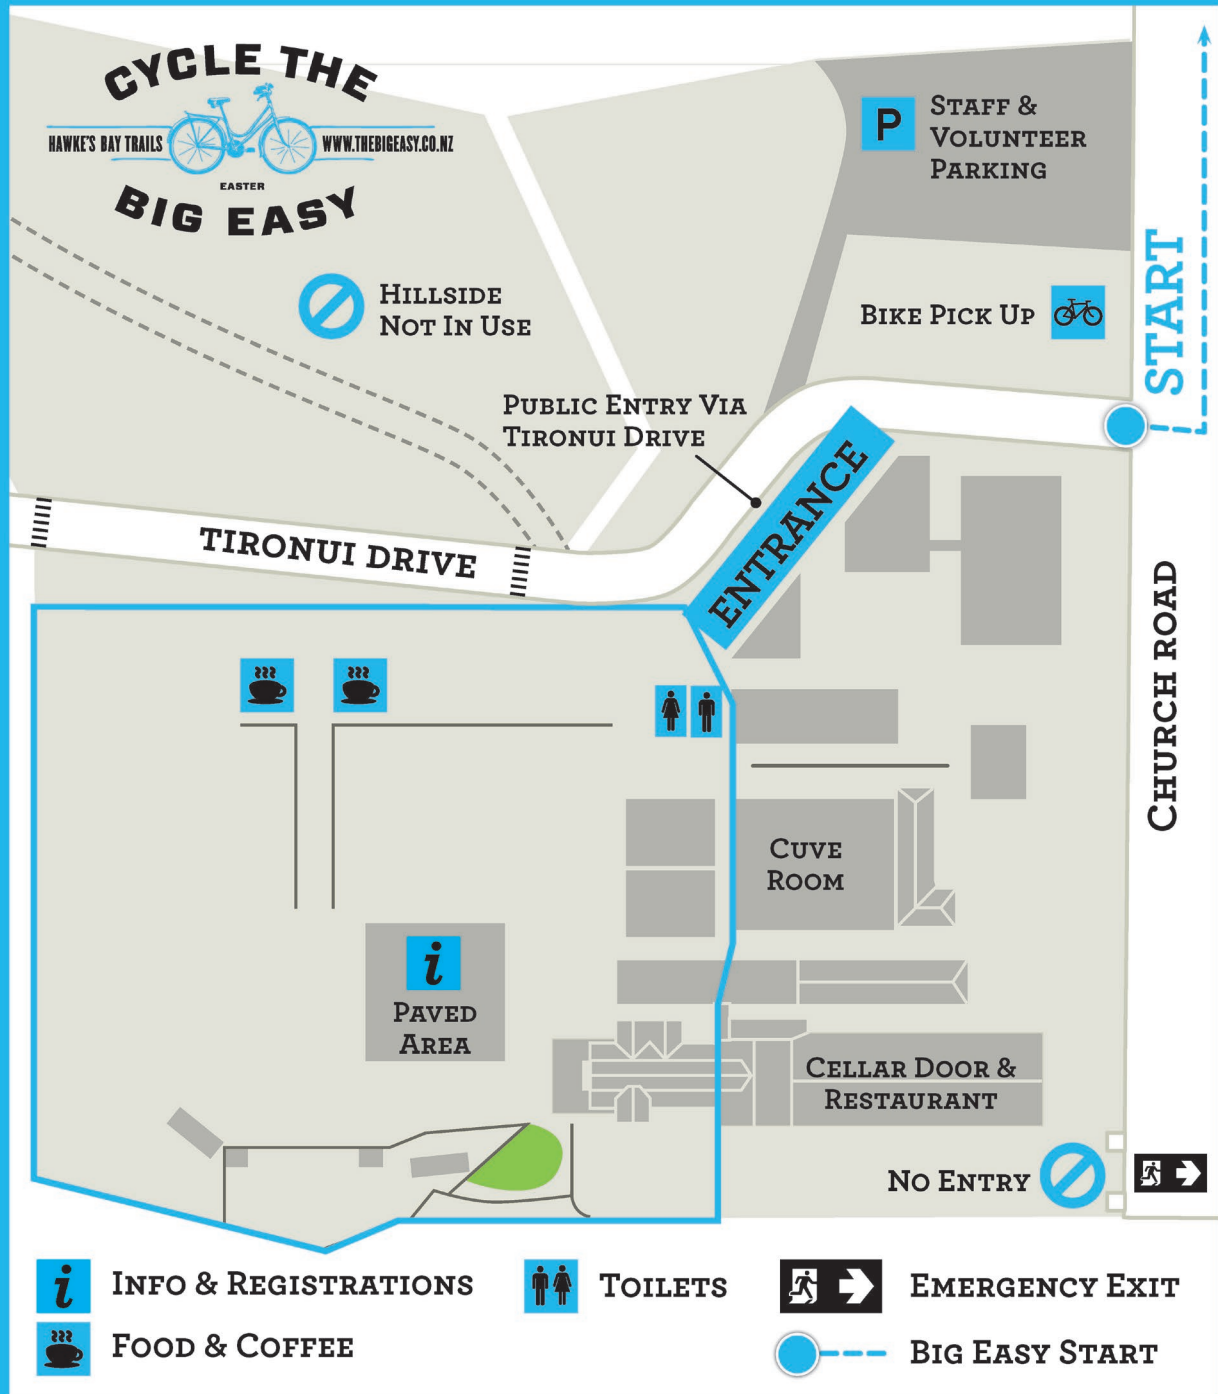 CYCLE THE
HAWKE'S BAY TRAILS
WWW.THEBIGEASY.CO.NZ
EASTER
BIG EASY
P
STAFF &
VOLUNTEER
PARKING
HILLSIDE
NOT IN USE
BIKE PICK UP
START
PUBLIC ENTRY VIA
TIRONUI DRIVE
ENTRANCE
TIRONUI DRIVE
CHURCH ROAD
CUVE
ROOM
i
PAVED
AREA
CELLAR DOOR &
RESTAURANT
NO ENTRY
i
INFO & REGISTRATIONS
TOILETS
EMERGENCY EXIT
FOOD & COFFEE
BIG EASY START